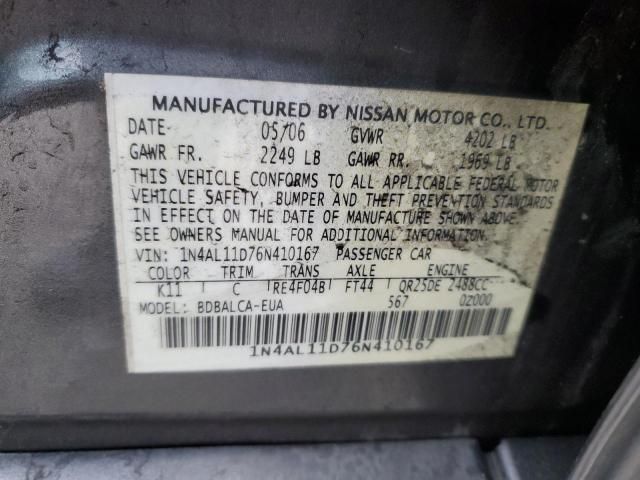 MANUFACTURED BY NISSAN MOTOR CO., LTD.
DATE 05/06 GVWR 4202 LB
GAWR FR. 2249 LB GAWR RR. 1969 LB
THIS VEHICLE CONFORMS TO ALL APPLICABLE FEDERAL MOTOR
VEHICLE SAFETY, BUMPER AND THEFT PREVENTION STANDARDS
IN EFFECT ON THE DATE OF MANUFACTURE SHOWN ABOVE.
SEE OWNERS MANUAL FOR ADDITIONAL INFORMATION.
VIN: 1N4AL11D76N410167 PASSENGER CAR
COLOR TRIM TRANS AXLE ENGINE
K11 C RE4F04B FT44 QR25DE 2488CC
MODEL: BDBALCA-EUA 567 0Z000
1N4AL11D76N410167